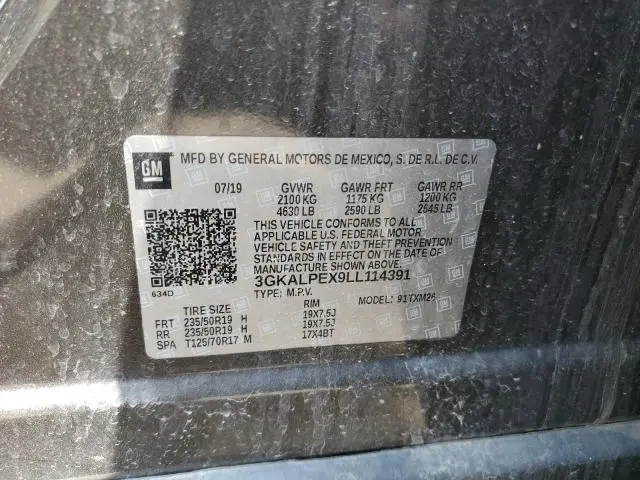 GM MFD BY GENERAL MOTORS DE MEXICO, S. DE R.L. DE C.V.
07/19 GVWR GAWR FRT GAWR RR
2100 KG 1175 KG 1200 KG
4630 LB 2590 LB 2645 LB
THIS VEHICLE CONFORMS TO ALL
APPLICABLE U.S. FEDERAL MOTOR
VEHICLE SAFETY AND THEFT PREVENTION
STANDARDS IN EFFECT ON THE DATE OF
MANUFACTURE SHOWN ABOVE.
3GKALPEX9LL114391
634D TYPE: M.P.V. MODEL: 91TXM26
TIRE SIZE RIM
FRT 235/50R19 H 19X7.5J
RR 235/50R19 H 19X7.5J
SPA T125/70R17 M 17X4BT